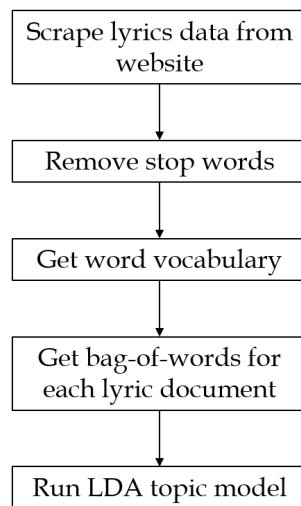 Scrape lyrics data from
website
Remove stop words
Get word vocabulary
Get bag-of-words for
each lyric document
Run LDA topic model